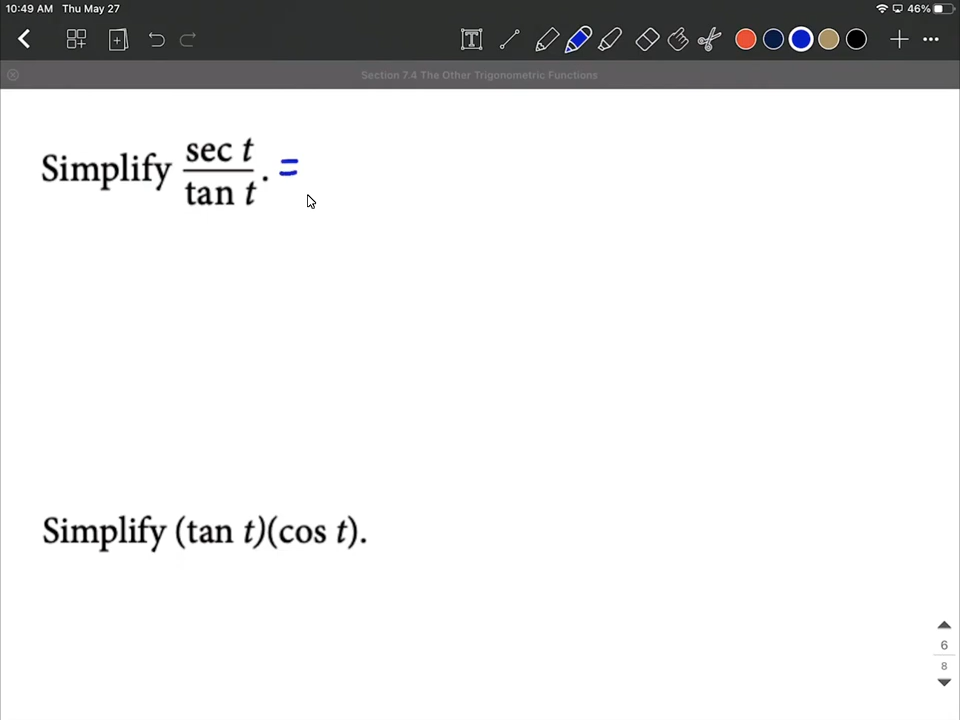 10:49 AM Thu May 27
46%
Section 7.4 The Other Trigonometric Functions
Simplify sec t / tan t. =
Simplify (tan t)(cos t).
6
8